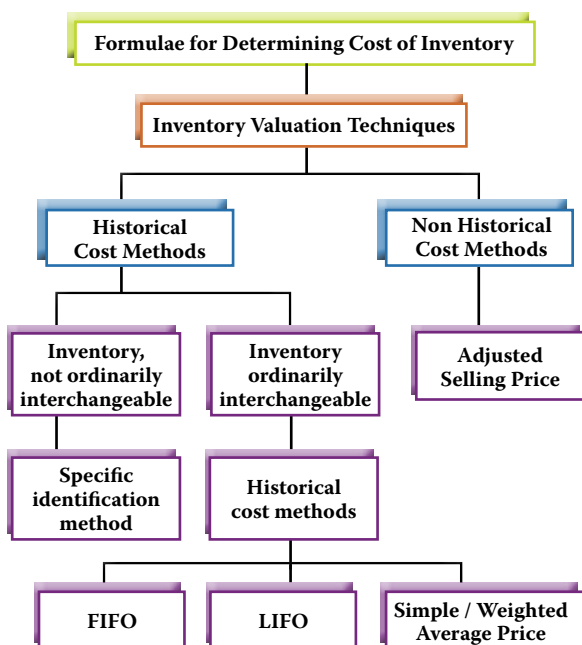 Formulae for Determining Cost of Inventory
Inventory Valuation Techniques
Historical
Cost Methods
Non Historical
Cost Methods
Inventory,
not ordinarily
interchangeable
Inventory
ordinarily
interchangeable
Adjusted
Selling Price
Specific
identification
method
Historical
cost methods
FIFO
LIFO
Simple / Weighted
Average Price